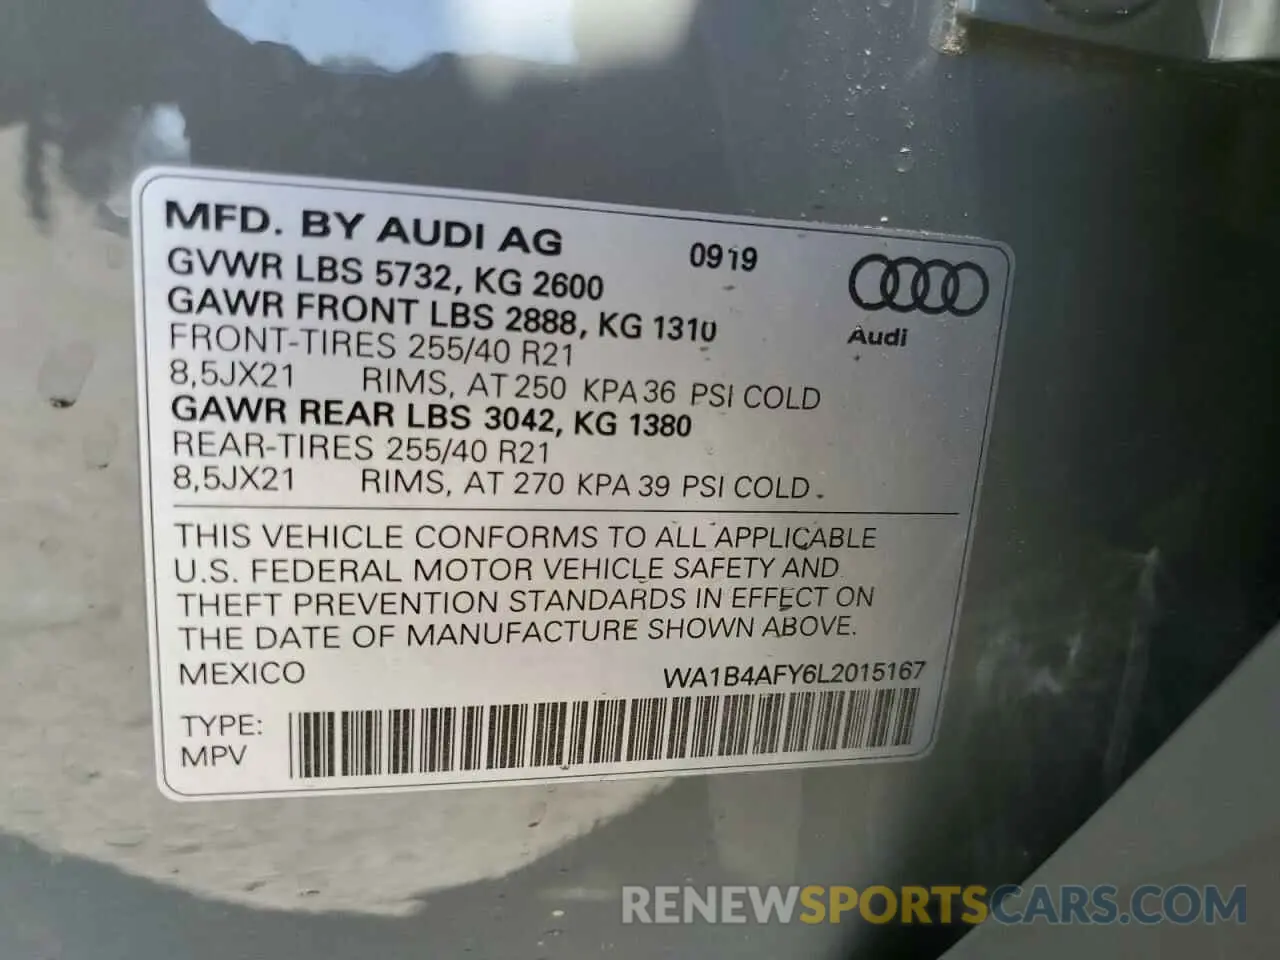 MFD. BY AUDI AG 0919
GVWR LBS 5732, KG 2600
GAWR FRONT LBS 2888, KG 1310
Audi
FRONT-TIRES 255/40 R21
8,5JX21 RIMS, AT 250 KPA 36 PSI COLD
GAWR REAR LBS 3042, KG 1380
REAR-TIRES 255/40 R21
8,5JX21 RIMS, AT 270 KPA 39 PSI COLD.
THIS VEHICLE CONFORMS TO ALL APPLICABLE
U.S. FEDERAL MOTOR VEHICLE SAFETY AND
THEFT PREVENTION STANDARDS IN EFFECT ON
THE DATE OF MANUFACTURE SHOWN ABOVE.
MEXICO WA1B4AFY6L2015167
TYPE:
MPV
RENEWSPORTSCARS.COM